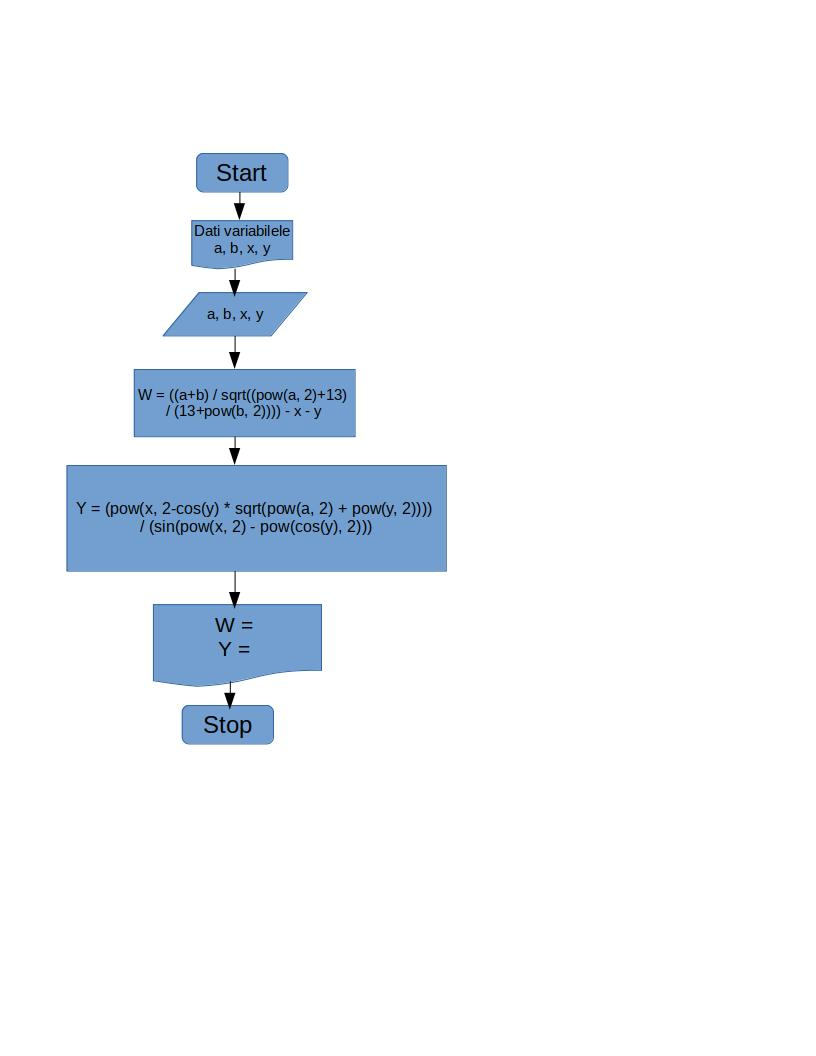 Start
Dati variabilele
a, b, x, y
a, b, x, y
W = ((a+b) / sqrt((pow(a, 2)+13)
/ (13+pow(b, 2)))) - x - y
Y = (pow(x, 2-cos(y) * sqrt(pow(a, 2) + pow(y, 2))))
/ (sin(pow(x, 2) - pow(cos(y), 2)))
W =
Y =
Stop